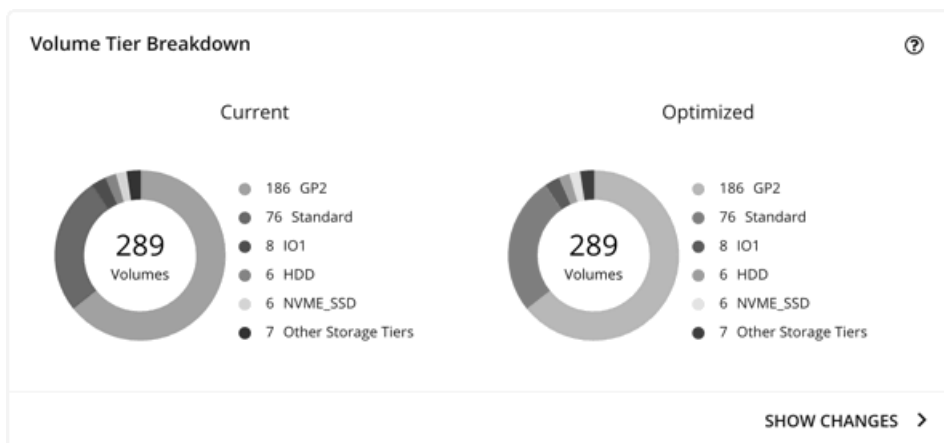 Volume Tier Breakdown
Current
289
Volumes
186 GP2
76 Standard
8 IO1
6 HDD
6 NVME_SSD
7 Other Storage Tiers
Optimized
289
Volumes
186 GP2
76 Standard
8 IO1
6 HDD
6 NVME_SSD
7 Other Storage Tiers
SHOW CHANGES